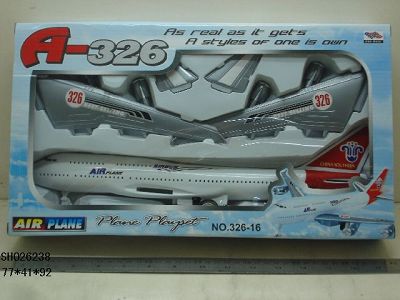 A-326
As real as it gets
A styles of one is own
326
326
AIR PLANE
CHINA SOUTHERN
AIR PLANE
Plane Playset
NO.326-16
SH026238
77*41*92